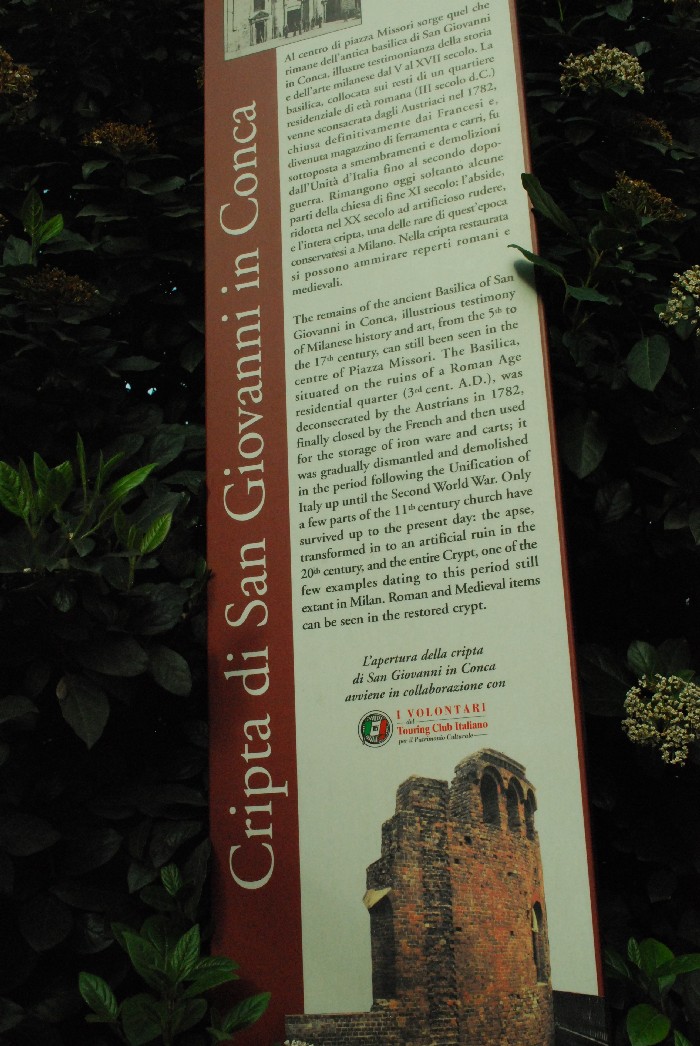 Cripta di San Giovanni in Conca
Al centro di piazza Missori sorge quel che
rimane dell'antica basilica di San Giovanni
in Conca, illustre testimonianza della storia
e dell'arte milanese dal V al XVII secolo. La
basilica, collocata sui resti di un quartiere
residenziale di età romana (III secolo d.C.)
venne sconsacrata dagli Austriaci nel 1782,
chiusa definitivamente dai Francesi e,
divenuta magazzino di ferramenta e carri, fu
sottoposta a smembramenti e demolizioni
dall'Unità d'Italia fino al secondo dopo-
guerra. Rimangono oggi soltanto alcune
parti della chiesa di fine XI secolo: l'abside,
ridotta nel XX secolo ad artificioso rudere,
e l'intera cripta, una delle rare di quest'epoca
conservatesi a Milano. Nella cripta restaurata
si possono ammirare reperti romani e
medievali.
The remains of the ancient Basilica of San
Giovanni in Conca, illustrious testimony
of Milanese history and art, from the 5th to
the 17th century, can still been seen in the
centre of Piazza Missori. The Basilica,
situated on the ruins of a Roman Age
residential quarter (3rd cent. A.D.), was
deconsecrated by the Austrians in 1782,
finally closed by the French and then used
for the storage of iron ware and carts; it
was gradually dismantled and demolished
in the period following the Unification of
Italy up until the Second World War. Only
a few parts of the 11th century church have
survived up to the present day: the apse,
transformed in to an artificial ruin in the
20th century, and the entire Crypt, one of the
few examples dating to this period still
extant in Milan. Roman and Medieval items
can be seen in the restored crypt.
L'apertura della cripta
di San Giovanni in Conca
avviene in collaborazione con
I VOLONTARI
del
Touring Club Italiano
per il Patrimonio Culturale